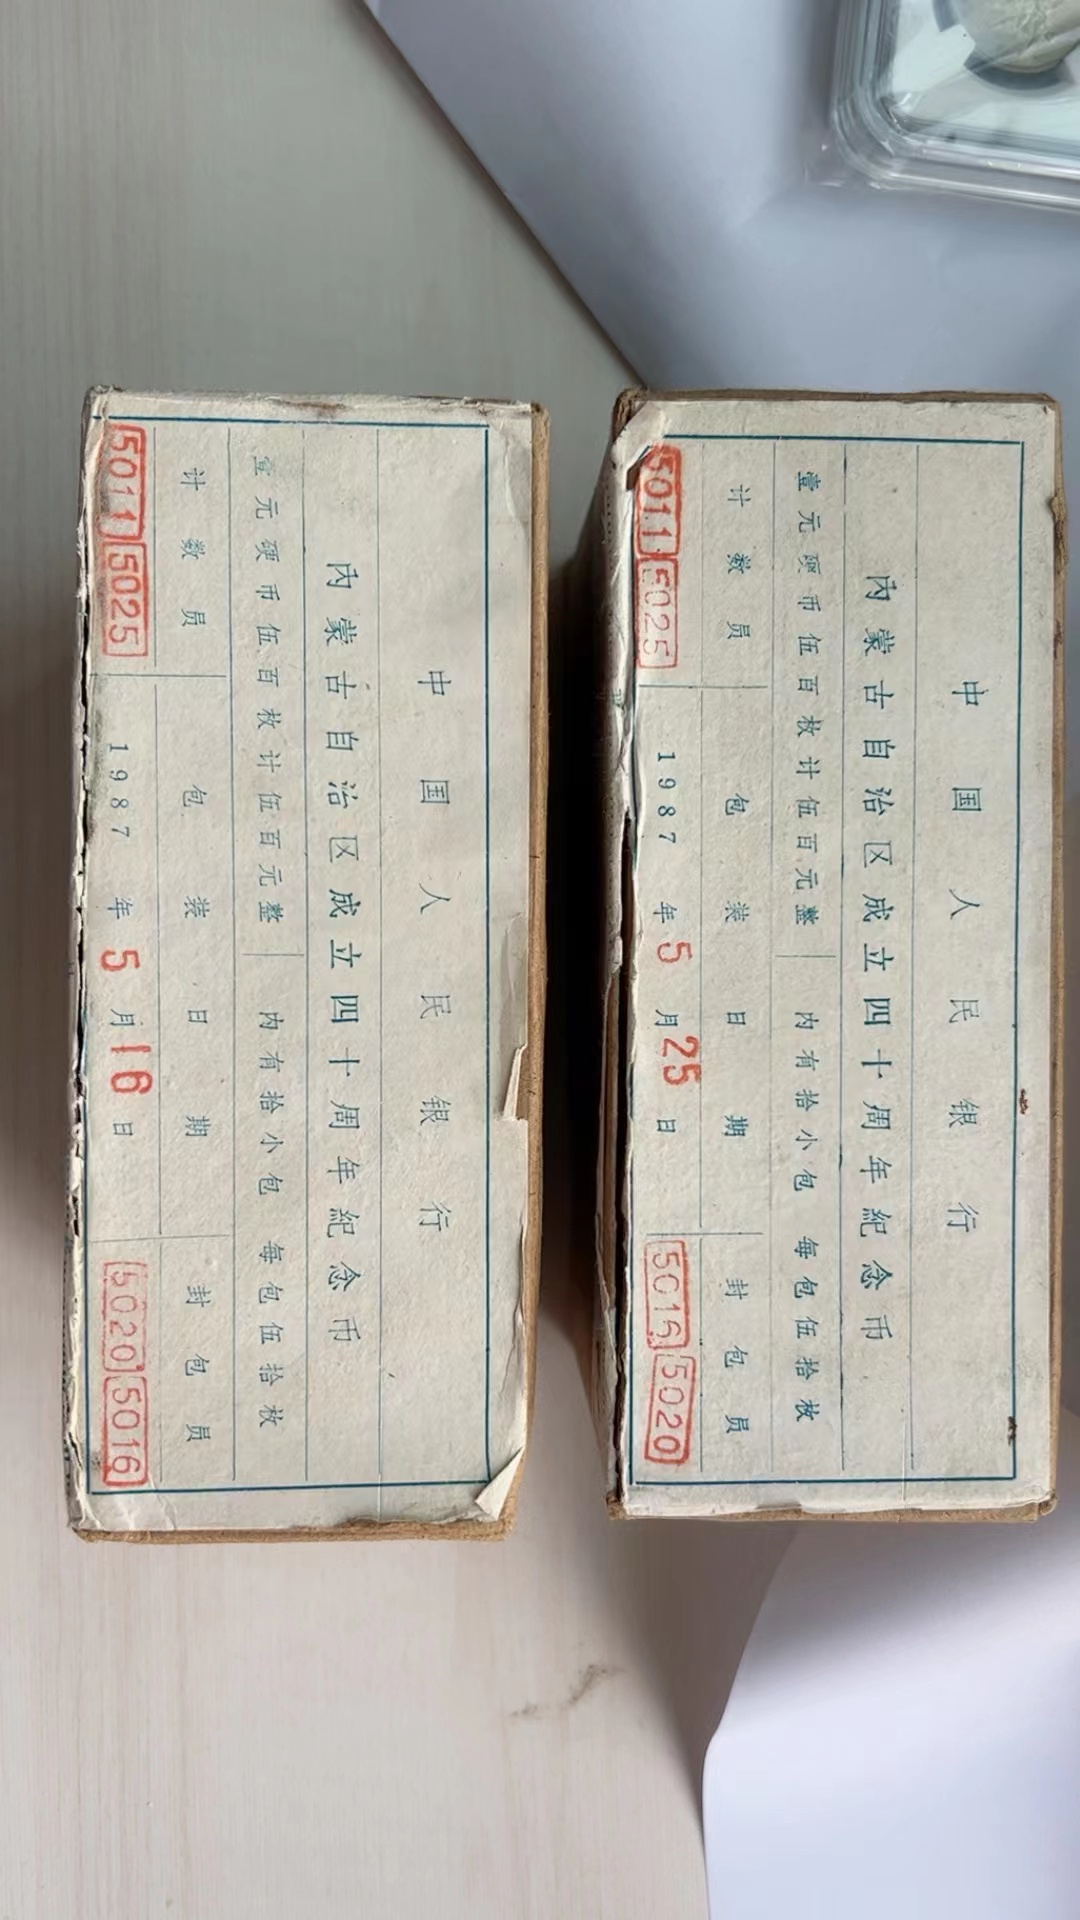 中国人民银行
内蒙古自治区成立四十周年紀念币
壹元硬币伍百枚计伍百元整 内有拾小包 每包伍拾枚
计数员 包装日期 封包员
5011 5025 1987年5月16日 5020 5016
中国人民银行
内蒙古自治区成立四十周年紀念币
壹元硬币伍百枚计伍百元整 内有拾小包 每包伍拾枚
计数员 包装日期 封包员
5011 5025 1987年5月25日 5016 5020